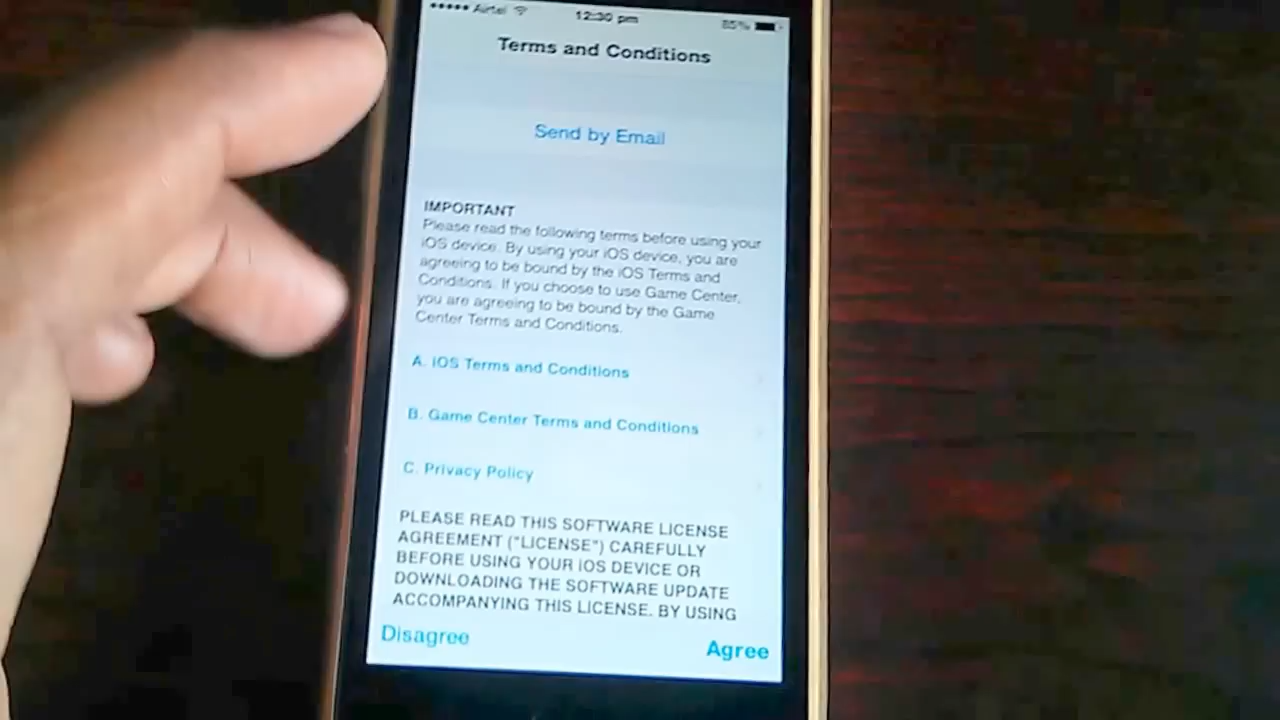 Airtel 12:30 pm 85%
Terms and Conditions
Send by Email
IMPORTANT
Please read the following terms before using your
iOS device. By using your iOS device, you are
agreeing to be bound by the iOS Terms and
Conditions. If you choose to use Game Center,
you are agreeing to be bound by the Game
Center Terms and Conditions.
A. iOS Terms and Conditions
B. Game Center Terms and Conditions
C. Privacy Policy
PLEASE READ THIS SOFTWARE LICENSE
AGREEMENT ("LICENSE") CAREFULLY
BEFORE USING YOUR iOS DEVICE OR
DOWNLOADING THE SOFTWARE UPDATE
ACCOMPANYING THIS LICENSE. BY USING
Disagree Agree